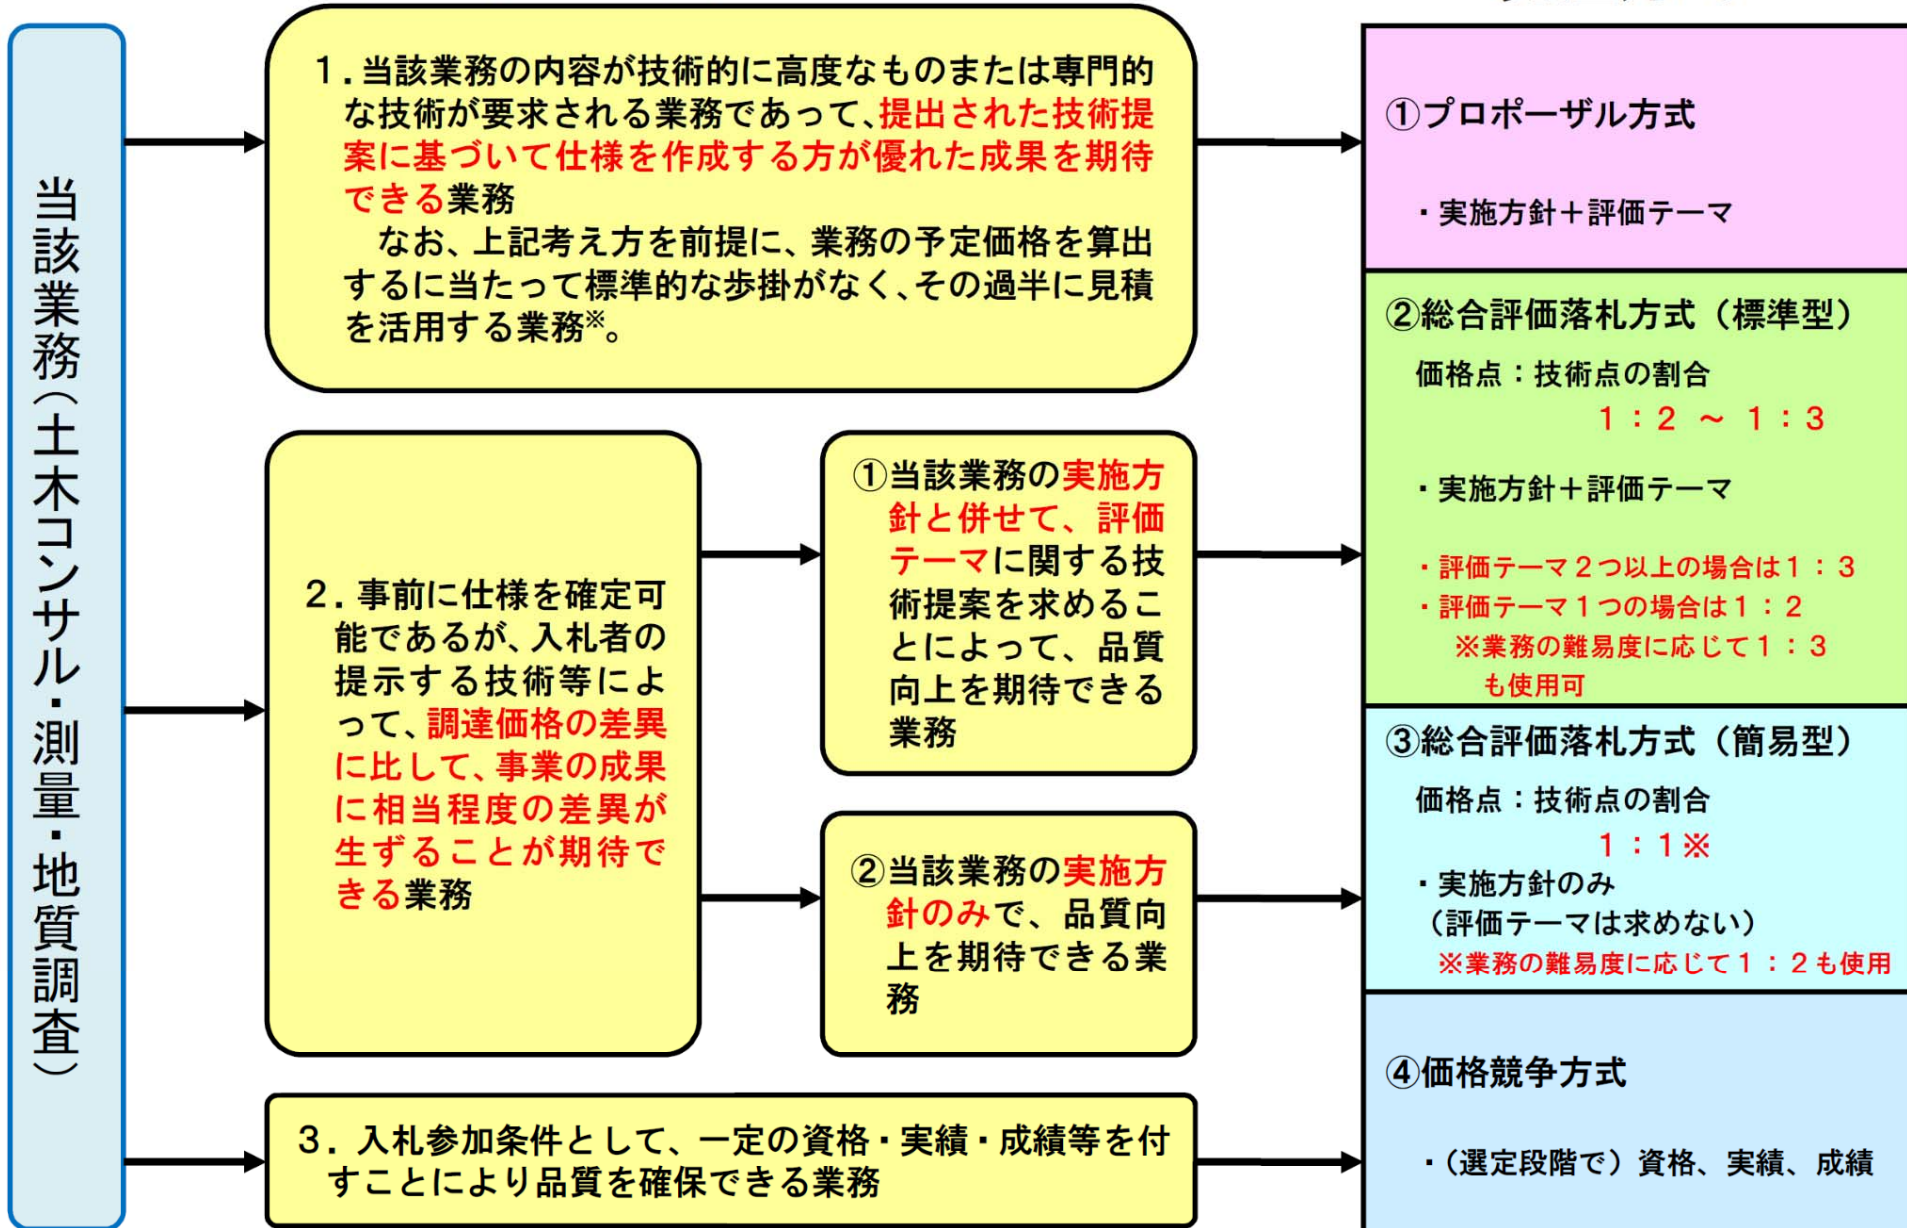 当該業務（土木コンサル・測量・地質調査）
１．当該業務の内容が技術的に高度なものまたは専門的
な技術が要求される業務であって、提出された技術提
案に基づいて仕様を作成する方が優れた成果を期待
できる業務
なお、上記考え方を前提に、業務の予定価格を算出
するに当たって標準的な歩掛がなく、その過半に見積
を活用する業務※。
２．事前に仕様を確定可
能であるが、入札者の
提示する技術等によ
って、調達価格の差異
に比して、事業の成果
に相当程度の差異が
生ずることが期待で
きる業務
①当該業務の実施方
針と併せて、評価
テーマに関する技
術提案を求めるこ
とによって、品質
向上を期待できる
業務
②当該業務の実施方
針のみで、品質向
上を期待できる業
務
３．入札参加条件として、一定の資格・実績・成績等を付
すことにより品質を確保できる業務
①プロポーザル方式
・実施方針＋評価テーマ
②総合評価落札方式（標準型）
価格点：技術点の割合
１：２ ～ １：３
・実施方針＋評価テーマ
・評価テーマ２つ以上の場合は１：３
・評価テーマ１つの場合は１：２
※業務の難易度に応じて１：３
も使用可
③総合評価落札方式（簡易型）
価格点：技術点の割合
１：１※
・実施方針のみ
（評価テーマは求めない）
※業務の難易度に応じて１：２も使用
④価格競争方式
・（選定段階で）資格、実績、成績